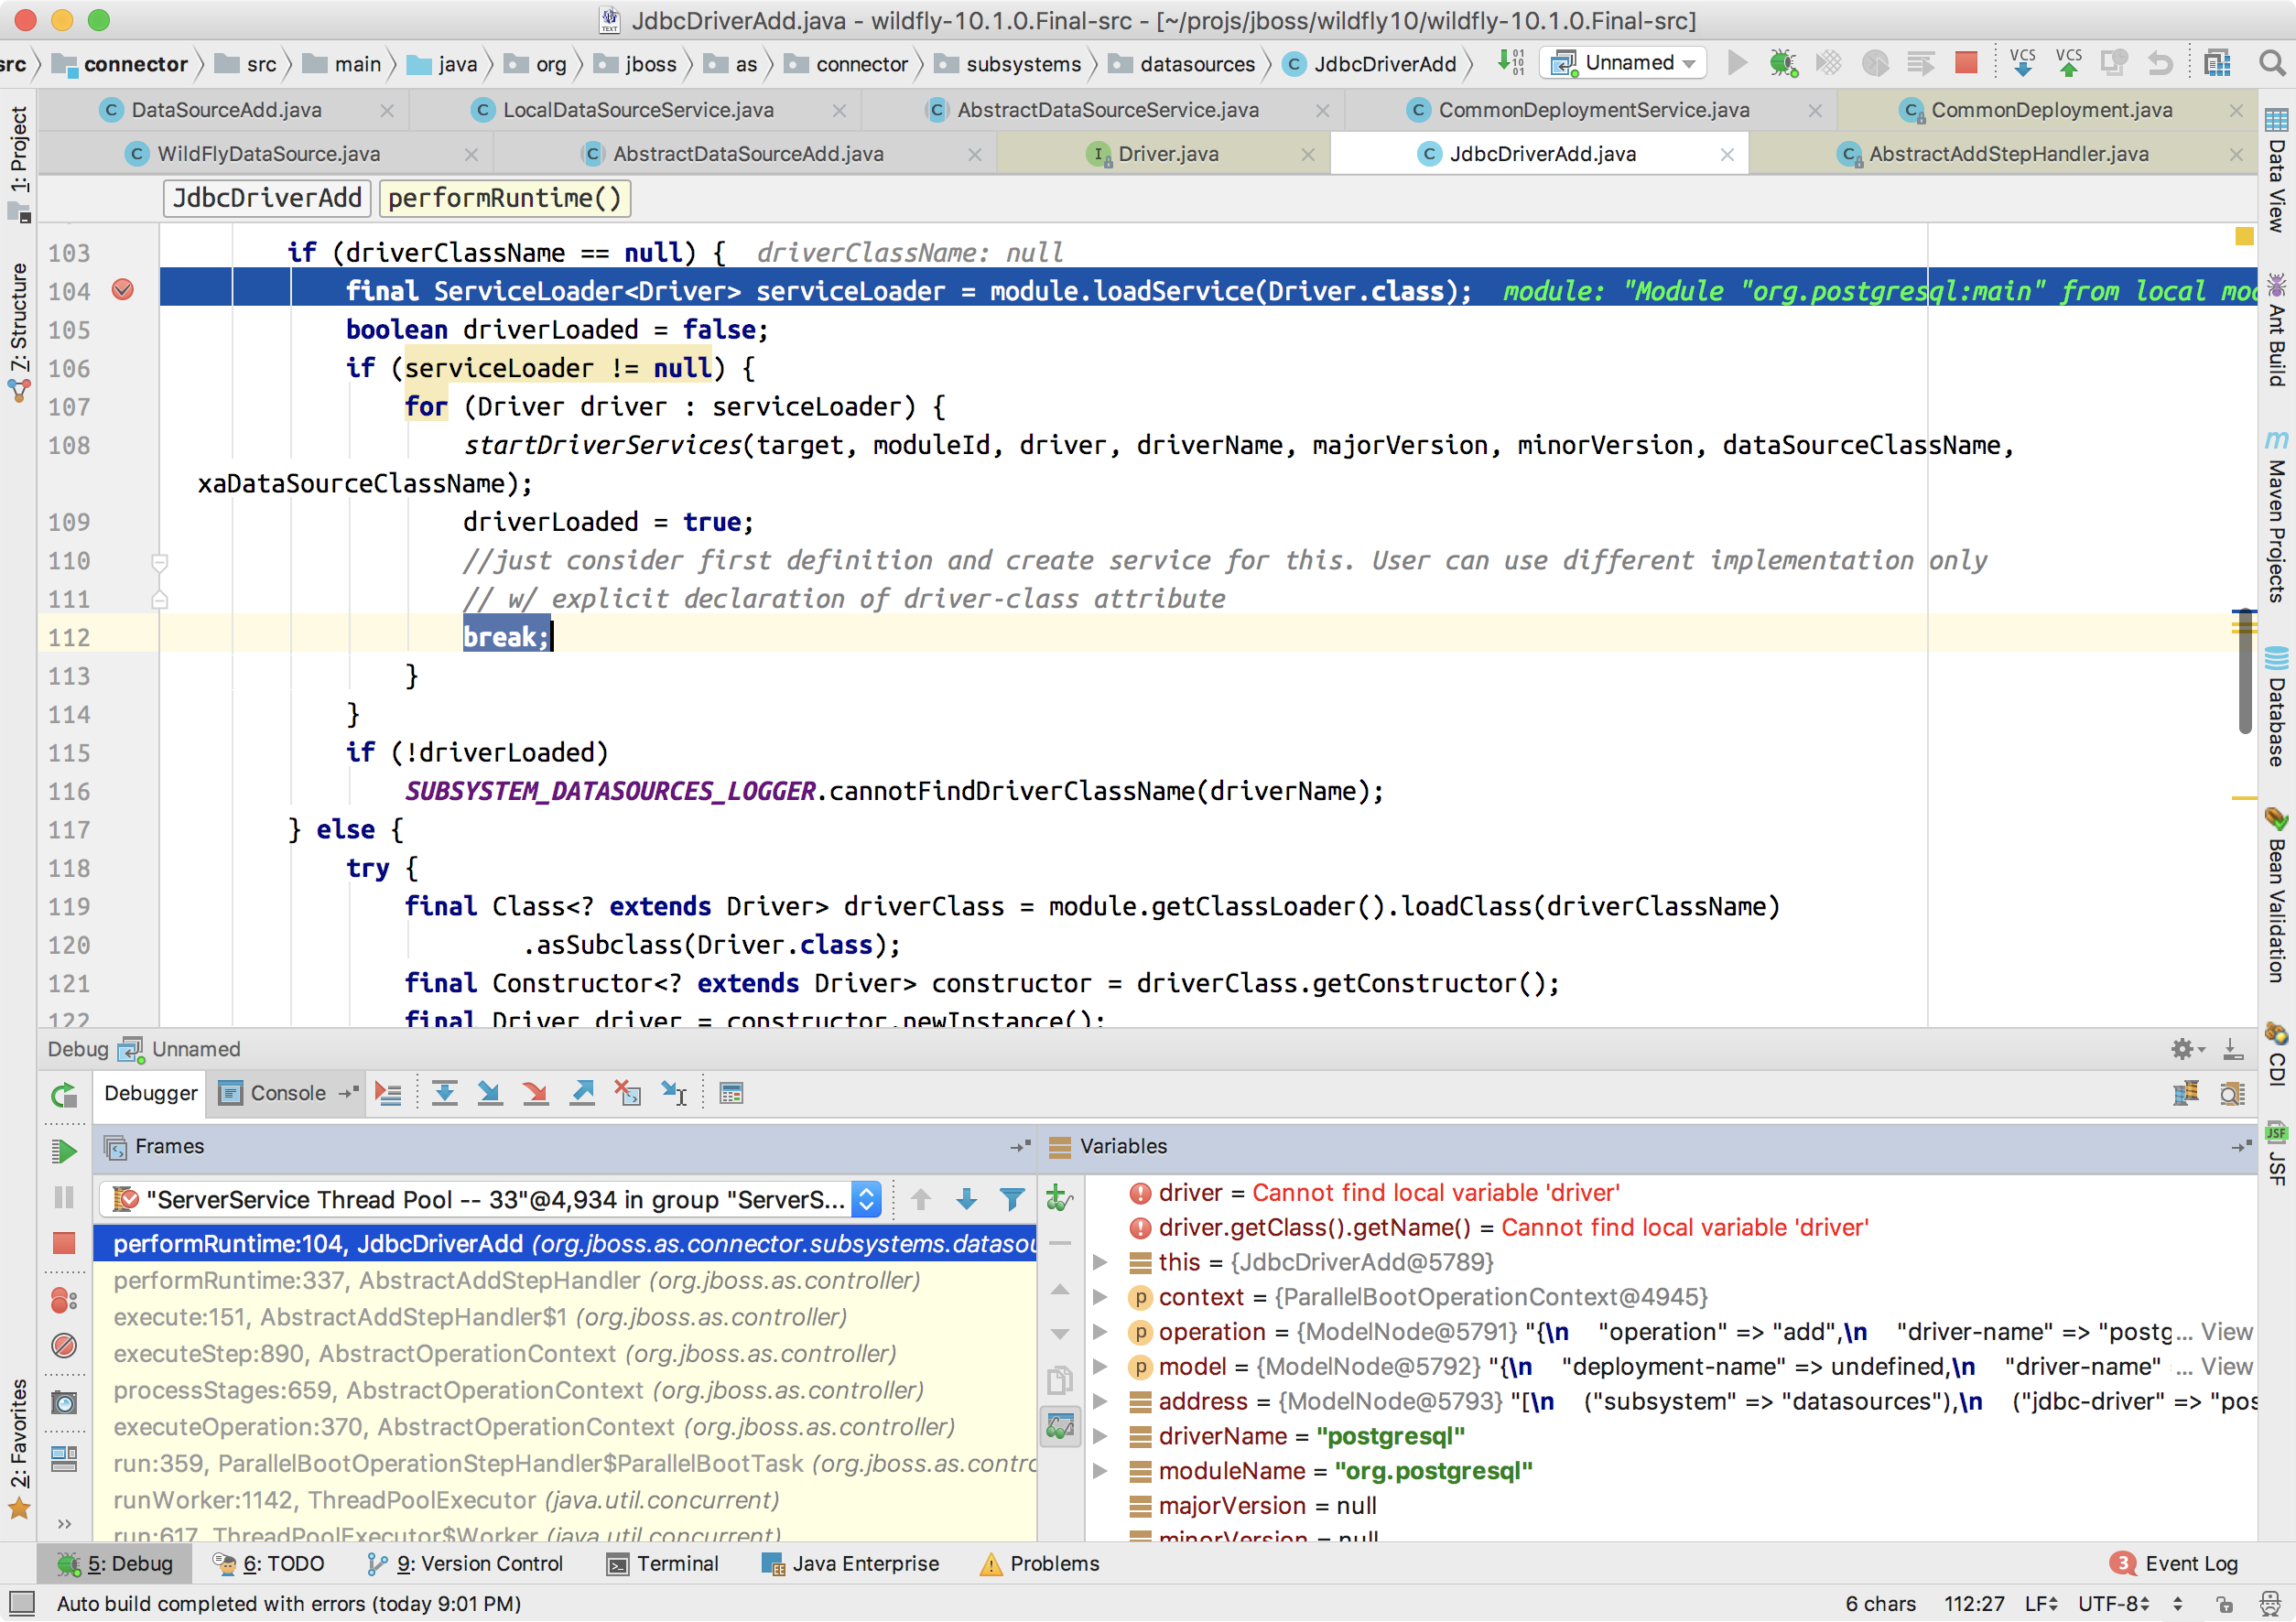 JdbcDriverAdd.java - wildfly-10.1.0.Final-src - [~/projs/jboss/wildfly10/wildfly-10.1.0.Final-src]
src connector src main java org jboss as connector subsystems datasources JdbcDriverAdd Unnamed VCS VCS
DataSourceAdd.java LocalDataSourceService.java AbstractDataSourceService.java CommonDeploymentService.java CommonDeployment.java
WildFlyDataSource.java AbstractDataSourceAdd.java Driver.java JdbcDriverAdd.java AbstractAddStepHandler.java
JdbcDriverAdd performRuntime()
103 if (driverClassName == null) { driverClassName: null
104 final ServiceLoader<Driver> serviceLoader = module.loadService(Driver.class); module: "Module "org.postgresql:main" from local mod
105 boolean driverLoaded = false;
106 if (serviceLoader != null) {
107 for (Driver driver : serviceLoader) {
108 startDriverServices(target, moduleId, driver, driverName, majorVersion, minorVersion, dataSourceClassName,
xaDataSourceClassName);
109 driverLoaded = true;
110 //just consider first definition and create service for this. User can use different implementation only
111 // w/ explicit declaration of driver-class attribute
112 break;
113 }
114 }
115 if (!driverLoaded)
116 SUBSYSTEM_DATASOURCES_LOGGER.cannotFindDriverClassName(driverName);
117 } else {
118 try {
119 final Class<? extends Driver> driverClass = module.getClassLoader().loadClass(driverClassName)
120 .asSubclass(Driver.class);
121 final Constructor<? extends Driver> constructor = driverClass.getConstructor();
122 final Driver driver = constructor.newInstance();
Debug Unnamed
Debugger Console
Frames
"ServerService Thread Pool -- 33"@4,934 in group "ServerS...
performRuntime:104, JdbcDriverAdd (org.jboss.as.connector.subsystems.datasou
performRuntime:337, AbstractAddStepHandler (org.jboss.as.controller)
execute:151, AbstractAddStepHandler$1 (org.jboss.as.controller)
executeStep:890, AbstractOperationContext (org.jboss.as.controller)
processStages:659, AbstractOperationContext (org.jboss.as.controller)
executeOperation:370, AbstractOperationContext (org.jboss.as.controller)
run:359, ParallelBootOperationStepHandler$ParallelBootTask (org.jboss.as.contro
runWorker:1142, ThreadPoolExecutor (java.util.concurrent)
run:617, ThreadPoolExecutor$Worker (java.util.concurrent)
Variables
driver = Cannot find local variable 'driver'
driver.getClass().getName() = Cannot find local variable 'driver'
this = {JdbcDriverAdd@5789}
context = {ParallelBootOperationContext@4945}
operation = {ModelNode@5791} "{\n "operation" => "add",\n "driver-name" => "postg... View
model = {ModelNode@5792} "{\n "deployment-name" => undefined,\n "driver-name" ... View
address = {ModelNode@5793} "[\n ("subsystem" => "datasources"),\n ("jdbc-driver" => "pos
driverName = "postgresql"
moduleName = "org.postgresql"
majorVersion = null
minorVersion = null
1: Project
7: Structure
2: Favorites
Data View
Ant Build
Maven Projects
Database
Bean Validation
CDI
JSF
5: Debug 6: TODO 9: Version Control Terminal Java Enterprise Problems 3 Event Log
Auto build completed with errors (today 9:01 PM) 6 chars 112:27 LF UTF-8